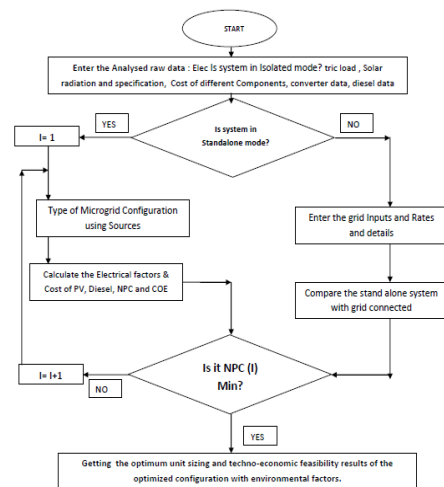 START
Enter the Analysed raw data : Elec Is system in Isolated mode? tric load , Solar
radiation and specification, Cost of different Components, converter data, diesel data
YES
Is system in
Standalone mode?
NO
I= 1
Type of Microgrid Configuration
using Sources
Enter the grid Inputs and Rates
and details
Calculate the Electrical factors &
Cost of PV, Diesel, NPC and COE
Compare the stand alone system
with grid connected
I= I+1
NO
Is it NPC (I)
Min?
YES
Getting the optimum unit sizing and techno-economic feasibility results of the
optimized configuration with environmental factors.